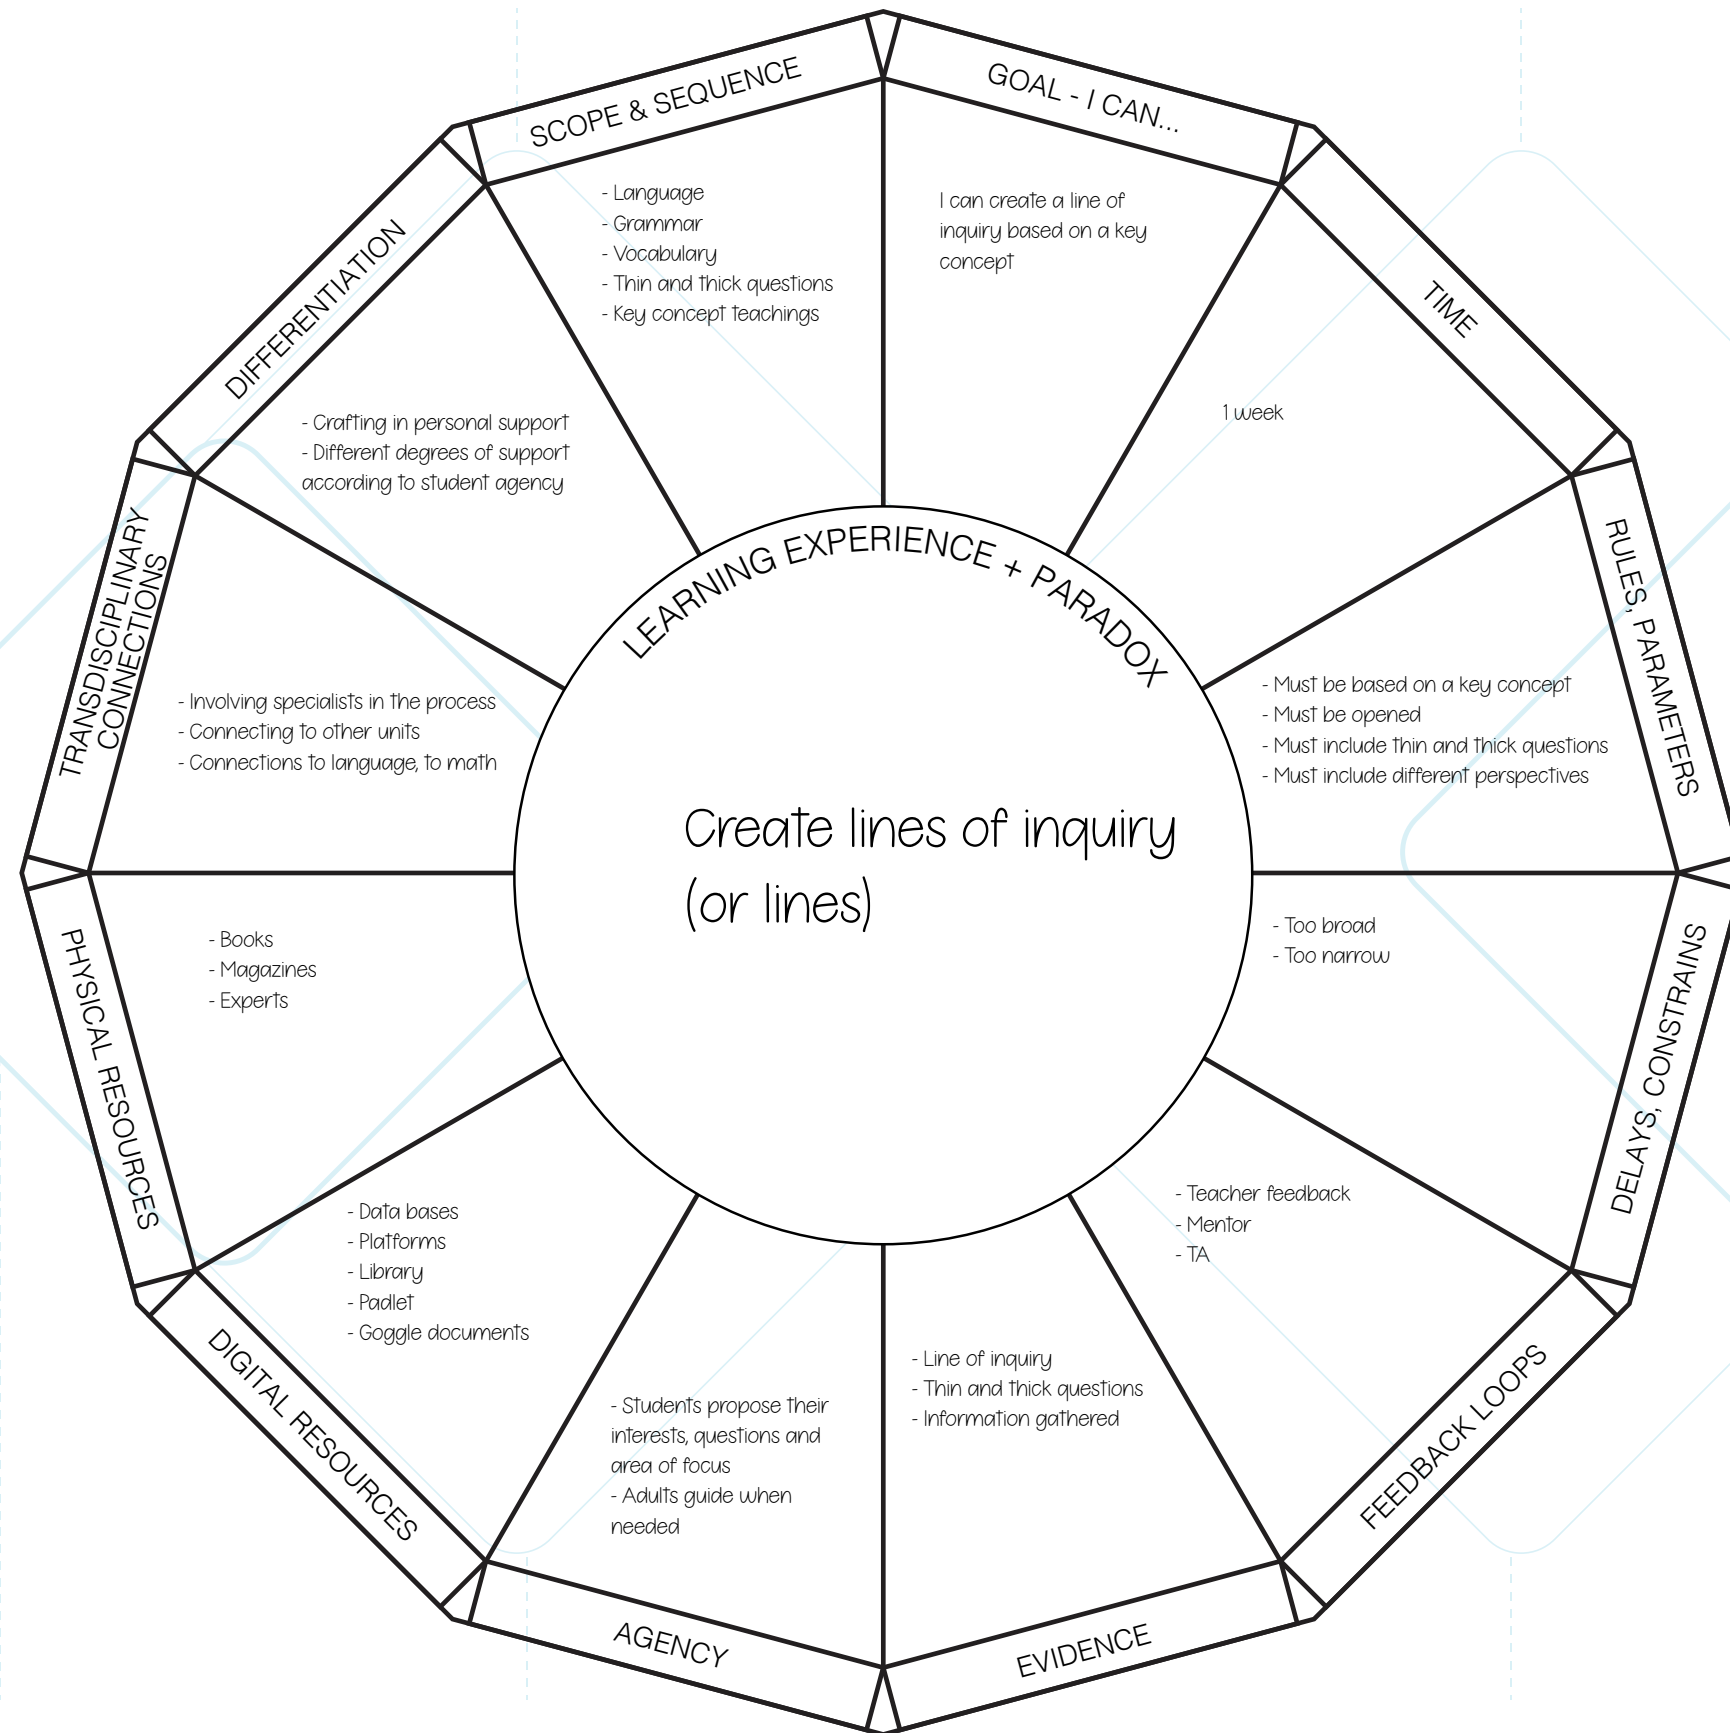 SCOPE & SEQUENCE
- Language
- Grammar
- Vocabulary
- Thin and thick questions
- Key concept teachings
GOAL - I CAN...
I can create a line of
inquiry based on a key
concept
TIME
1 week
RULES, PARAMETERS
- Must be based on a key concept
- Must be opened
- Must include thin and thick questions
- Must include different perspectives
DELAYS, CONSTRAINS
- Too broad
- Too narrow
FEEDBACK LOOPS
- Teacher feedback
- Mentor
- TA
EVIDENCE
- Line of inquiry
- Thin and thick questions
- Information gathered
AGENCY
- Students propose their
interests, questions and
area of focus
- Adults guide when
needed
DIGITAL RESOURCES
- Data bases
- Platforms
- Library
- Padlet
- Goggle documents
PHYSICAL RESOURCES
- Books
- Magazines
- Experts
TRANSDISCIPLINARY
CONNECTIONS
- Involving specialists in the process
- Connecting to other units
- Connections to language, to math
DIFFERENTIATION
- Crafting in personal support
- Different degrees of support
according to student agency
LEARNING EXPERIENCE + PARADOX
Create lines of inquiry
(or lines)